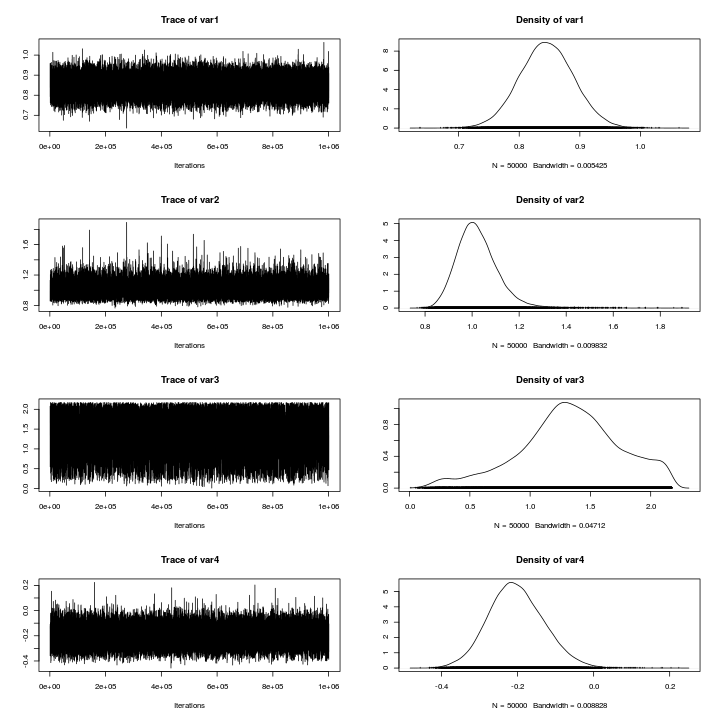 Trace of var1
1.0
0.9
0.8
0.7
0e+00 2e+05 4e+05 6e+05 8e+05 1e+06
Iterations
Density of var1
8
6
4
2
0
0.7 0.8 0.9 1.0
N = 50000 Bandwidth = 0.005425
Trace of var2
1.6
1.2
0.8
0e+00 2e+05 4e+05 6e+05 8e+05 1e+06
Iterations
Density of var2
5
4
3
2
1
0
0.8 1.0 1.2 1.4 1.6 1.8
N = 50000 Bandwidth = 0.009832
Trace of var3
2.0
1.5
1.0
0.5
0.0
0e+00 2e+05 4e+05 6e+05 8e+05 1e+06
Iterations
Density of var3
0.8
0.4
0.0
0.0 0.5 1.0 1.5 2.0
N = 50000 Bandwidth = 0.04712
Trace of var4
0.2
0.0
-0.2
-0.4
0e+00 2e+05 4e+05 6e+05 8e+05 1e+06
Iterations
Density of var4
5
4
3
2
1
0
-0.4 -0.2 0.0 0.2
N = 50000 Bandwidth = 0.008828